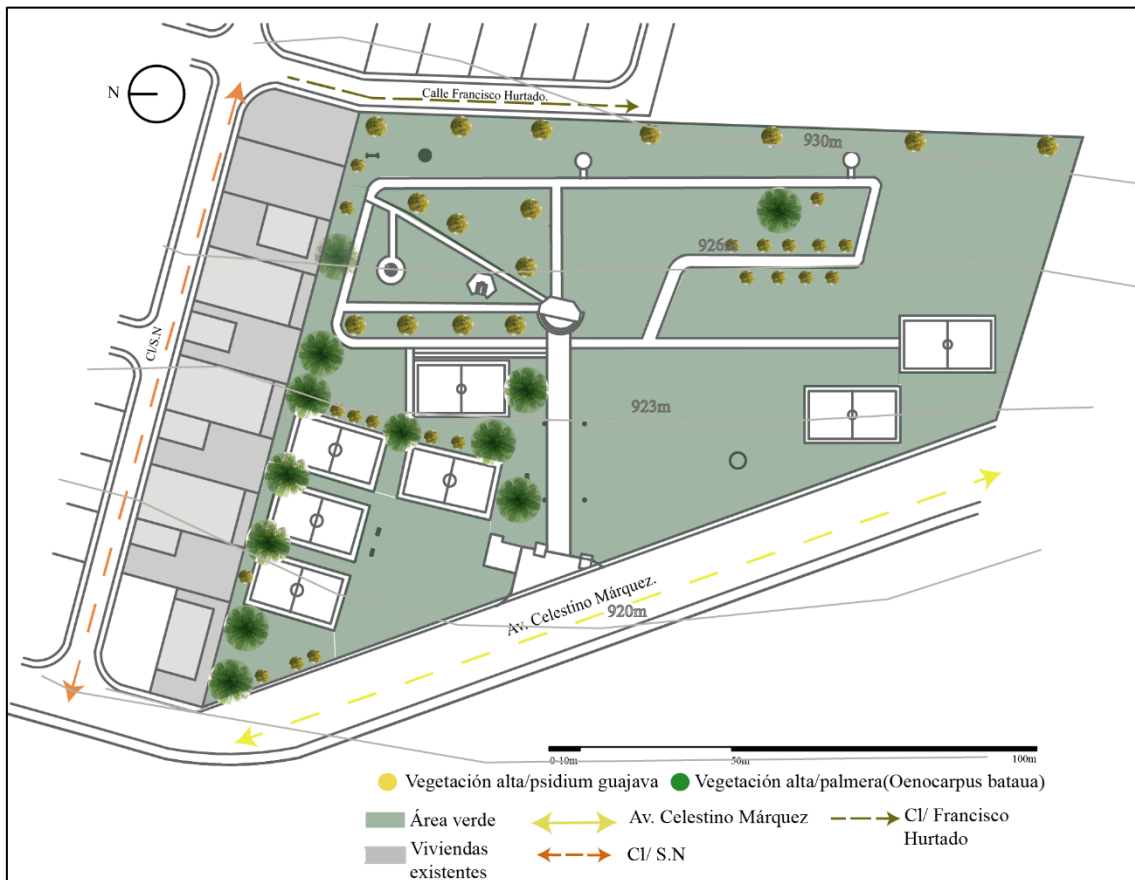 N
Calle Francisco Hurtado.
930m
926m
Cl/S.N
923m
Av. Celestino Márquez.
920m
0-10m 50m 100m
Vegetación alta/psidium guajava
Vegetación alta/palmera(Oenocarpus bataua)
Área verde
Av. Celestino Márquez
Cl/ Francisco
Hurtado
Viviendas
existentes
Cl/ S.N